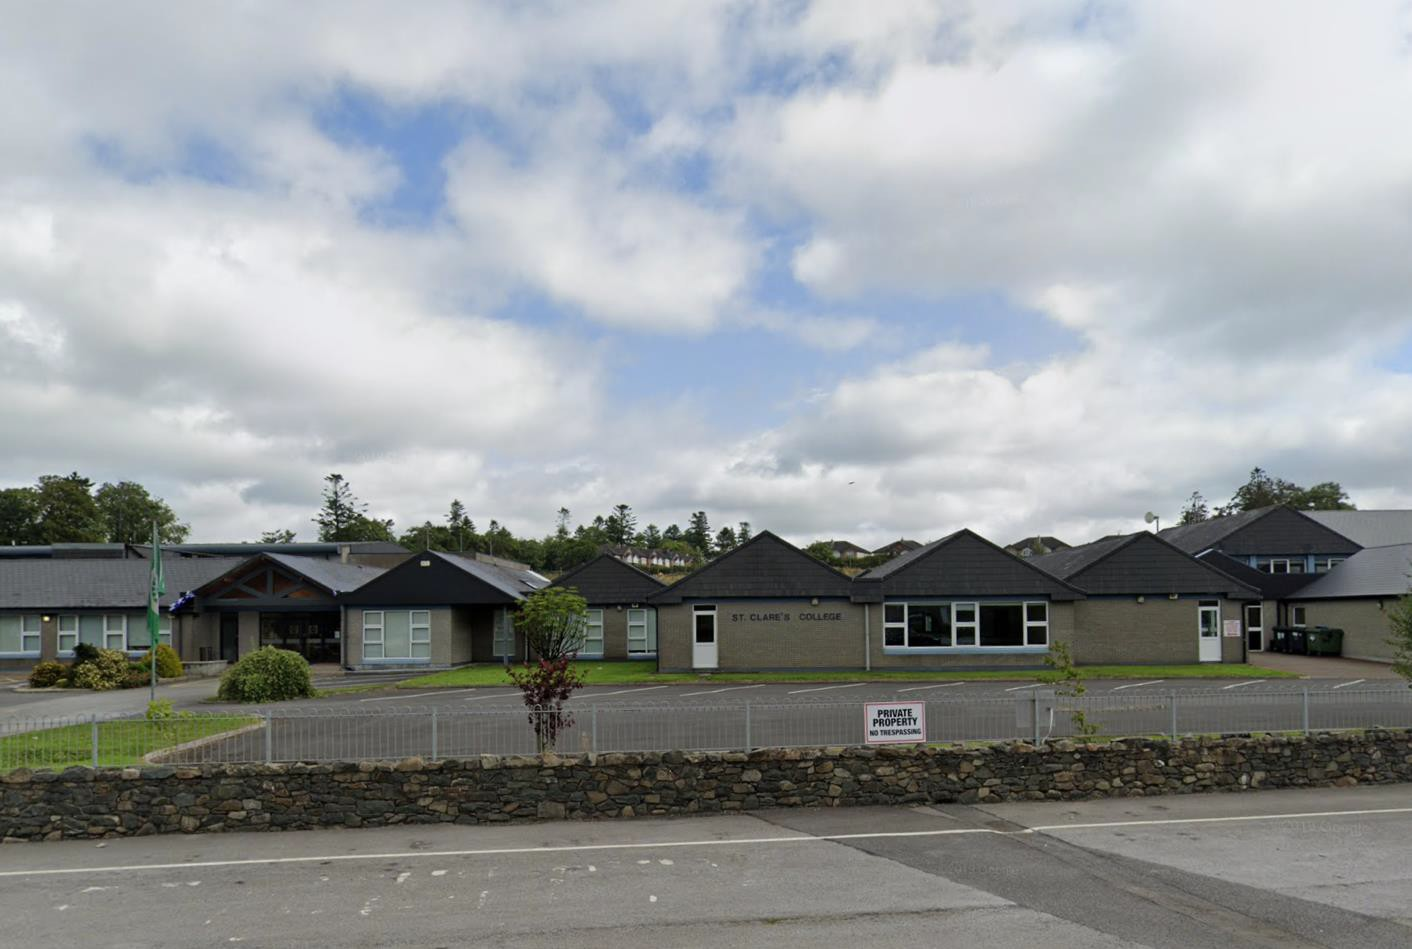 ST. CLARE'S COLLEGE
PRIVATE
PROPERTY
NO TRESPASSING